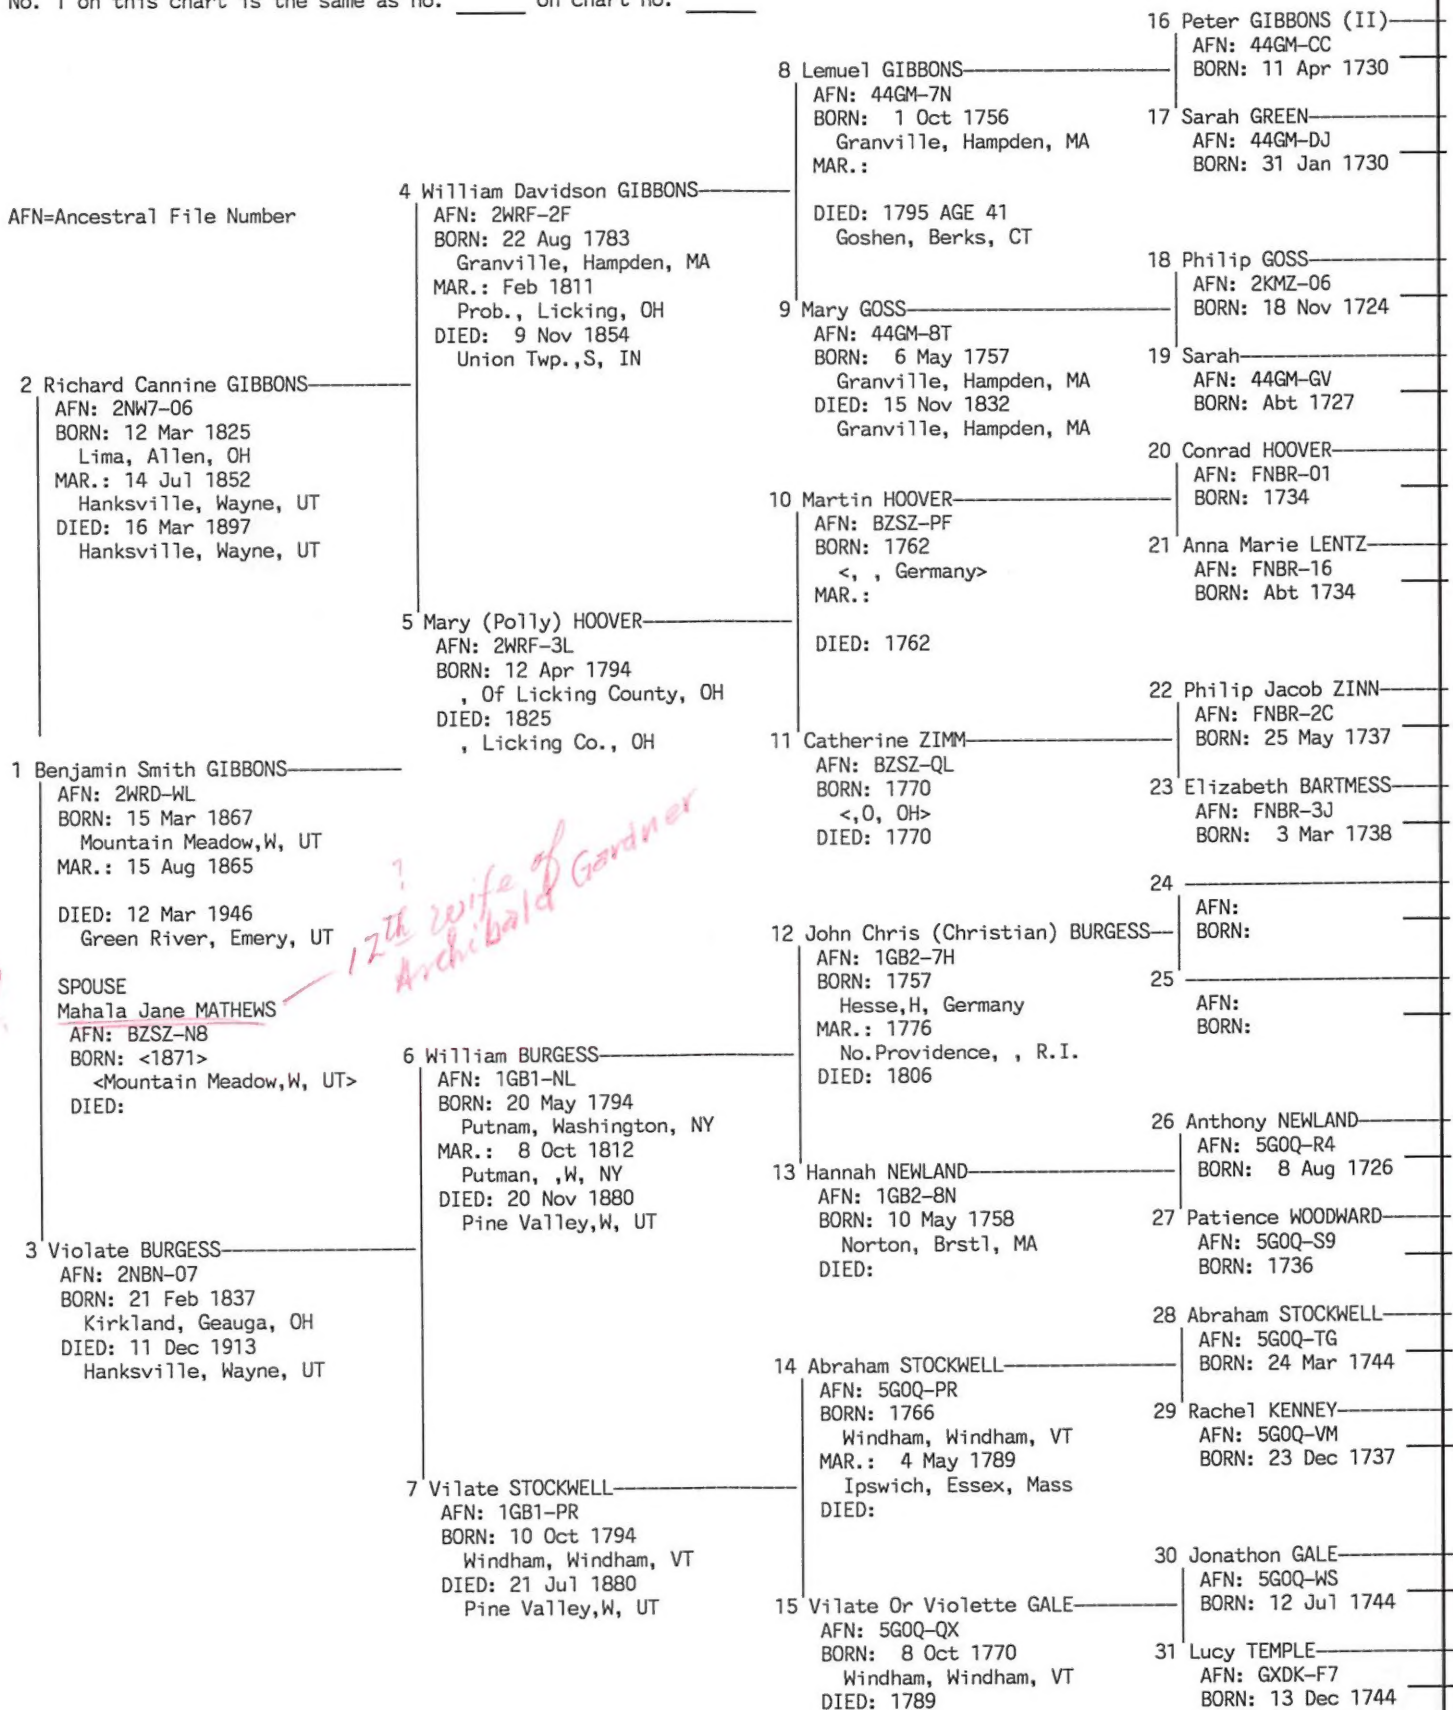 No. 1 on this chart is the same as no. _____ on chart no. _____
AFN=Ancestral File Number
1 Benjamin Smith GIBBONS
AFN: 2WRD-WL
BORN: 15 Mar 1867
Mountain Meadow,W, UT
MAR.: 15 Aug 1865
DIED: 12 Mar 1946
Green River, Emery, UT
SPOUSE
Mahala Jane MATHEWS
AFN: BZSZ-N8
BORN: <1871>
<Mountain Meadow,W, UT>
DIED:
?
12th wife of
Archibald Gardner
2 Richard Cannine GIBBONS
AFN: 2NW7-06
BORN: 12 Mar 1825
Lima, Allen, OH
MAR.: 14 Jul 1852
Hanksville, Wayne, UT
DIED: 16 Mar 1897
Hanksville, Wayne, UT
3 Violate BURGESS
AFN: 2NBN-07
BORN: 21 Feb 1837
Kirkland, Geauga, OH
DIED: 11 Dec 1913
Hanksville, Wayne, UT
4 William Davidson GIBBONS
AFN: 2WRF-2F
BORN: 22 Aug 1783
Granville, Hampden, MA
MAR.: Feb 1811
Prob., Licking, OH
DIED: 9 Nov 1854
Union Twp.,S, IN
5 Mary (Polly) HOOVER
AFN: 2WRF-3L
BORN: 12 Apr 1794
, Of Licking County, OH
DIED: 1825
, Licking Co., OH
6 William BURGESS
AFN: 1GB1-NL
BORN: 20 May 1794
Putnam, Washington, NY
MAR.: 8 Oct 1812
Putman, ,W, NY
DIED: 20 Nov 1880
Pine Valley,W, UT
7 Vilate STOCKWELL
AFN: 1GB1-PR
BORN: 10 Oct 1794
Windham, Windham, VT
DIED: 21 Jul 1880
Pine Valley,W, UT
8 Lemuel GIBBONS
AFN: 44GM-7N
BORN: 1 Oct 1756
Granville, Hampden, MA
MAR.:
DIED: 1795 AGE 41
Goshen, Berks, CT
9 Mary GOSS
AFN: 44GM-8T
BORN: 6 May 1757
Granville, Hampden, MA
DIED: 15 Nov 1832
Granville, Hampden, MA
10 Martin HOOVER
AFN: BZSZ-PF
BORN: 1762
<, , Germany>
MAR.:
DIED: 1762
11 Catherine ZIMM
AFN: BZSZ-QL
BORN: 1770
<,O, OH>
DIED: 1770
12 John Chris (Christian) BURGESS
AFN: 1GB2-7H
BORN: 1757
Hesse,H, Germany
MAR.: 1776
No.Providence, , R.I.
DIED: 1806
13 Hannah NEWLAND
AFN: 1GB2-8N
BORN: 10 May 1758
Norton, Brstl, MA
DIED:
14 Abraham STOCKWELL
AFN: 5G0Q-PR
BORN: 1766
Windham, Windham, VT
MAR.: 4 May 1789
Ipswich, Essex, Mass
DIED:
15 Vilate Or Violette GALE
AFN: 5G0Q-QX
BORN: 8 Oct 1770
Windham, Windham, VT
DIED: 1789
16 Peter GIBBONS (II)
AFN: 44GM-CC
BORN: 11 Apr 1730
17 Sarah GREEN
AFN: 44GM-DJ
BORN: 31 Jan 1730
18 Philip GOSS
AFN: 2KMZ-06
BORN: 18 Nov 1724
19 Sarah
AFN: 44GM-GV
BORN: Abt 1727
20 Conrad HOOVER
AFN: FNBR-01
BORN: 1734
21 Anna Marie LENTZ
AFN: FNBR-16
BORN: Abt 1734
22 Philip Jacob ZINN
AFN: FNBR-2C
BORN: 25 May 1737
23 Elizabeth BARTMESS
AFN: FNBR-3J
BORN: 3 Mar 1738
24
AFN:
BORN:
25
AFN:
BORN:
26 Anthony NEWLAND
AFN: 5G0Q-R4
BORN: 8 Aug 1726
27 Patience WOODWARD
AFN: 5G0Q-S9
BORN: 1736
28 Abraham STOCKWELL
AFN: 5G0Q-TG
BORN: 24 Mar 1744
29 Rachel KENNEY
AFN: 5G0Q-VM
BORN: 23 Dec 1737
30 Jonathon GALE
AFN: 5G0Q-WS
BORN: 12 Jul 1744
31 Lucy TEMPLE
AFN: GXDK-F7
BORN: 13 Dec 1744